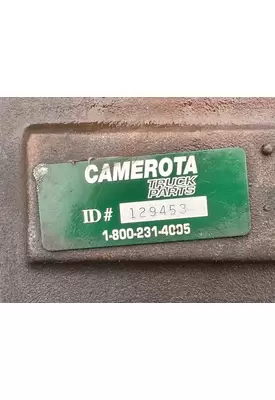 CAMEROTA
TRUCK
PARTS
ID# 129453
1-800-231-4005